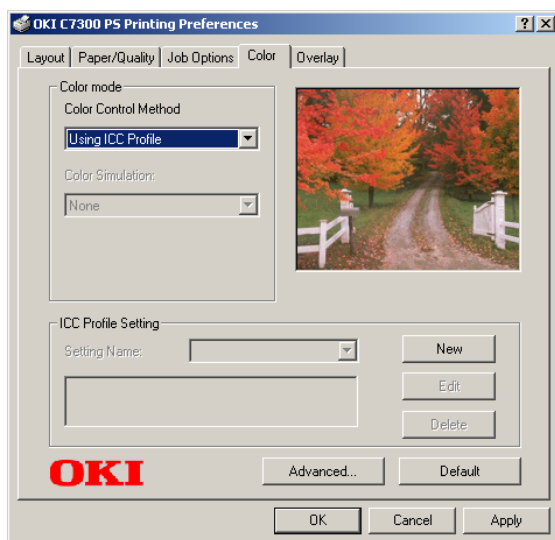 OKI C7300 PS Printing Preferences
Layout Paper/Quality Job Options Color Overlay
Color mode
Color Control Method
Using ICC Profile
Color Simulation:
None
ICC Profile Setting
Setting Name:
New
Edit
Delete
OKI
Advanced...
Default
OK
Cancel
Apply